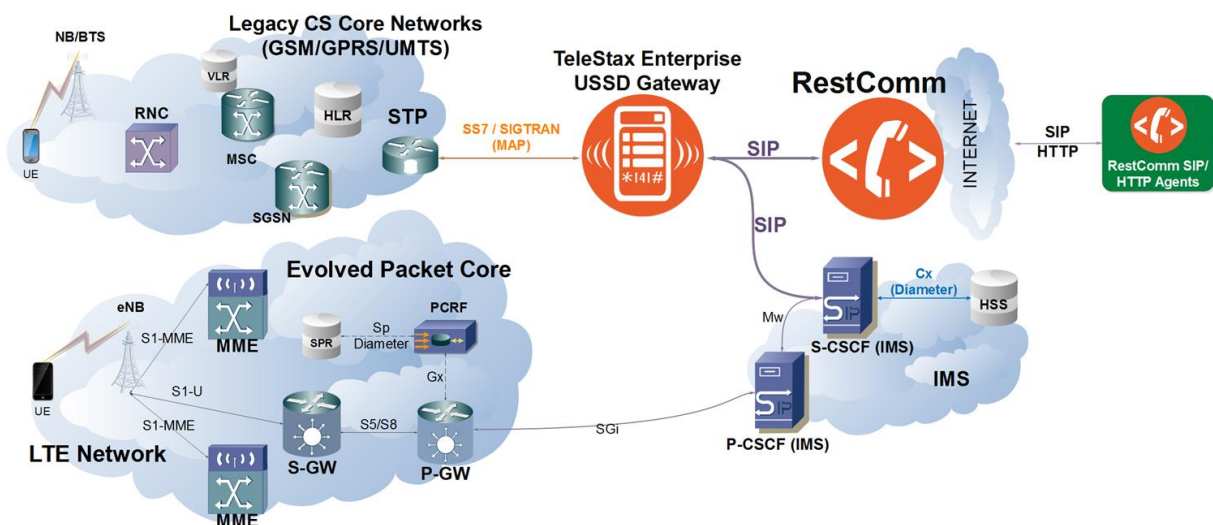 Legacy CS Core Networks
(GSM/GPRS/UMTS)
NB/BTS
UE
RNC
VLR
MSC
HLR
SGSN
STP
SS7 / SIGTRAN
(MAP)
TeleStax Enterprise
USSD Gateway
*!4!#
SIP
SIP
RestComm
INTERNET
SIP
HTTP
RestComm SIP/
HTTP Agents
Evolved Packet Core
eNB
UE
LTE Network
S1-MME
S1-U
S1-MME
MME
MME
SPR
Sp
Diameter
PCRF
Gx
S-GW
S5/S8
P-GW
SGi
Mw
SIP
S-CSCF (IMS)
Cx
(Diameter)
HSS
IMS
SIP
P-CSCF (IMS)